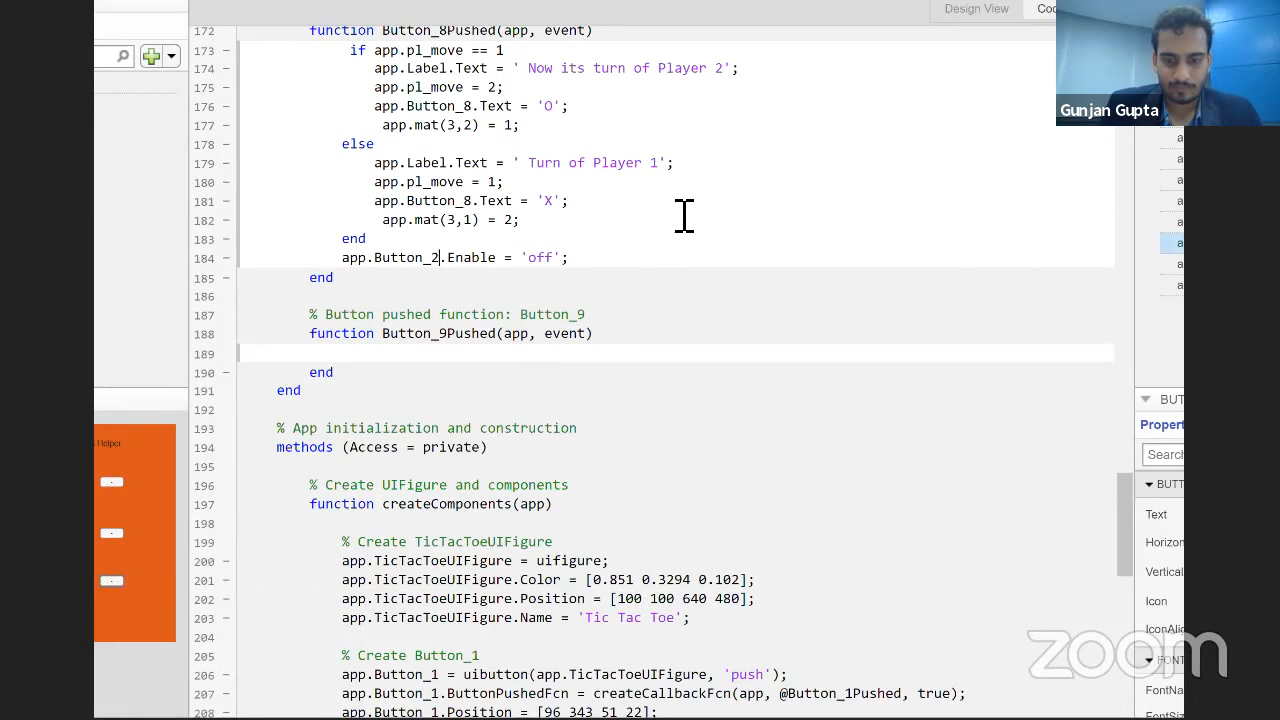 Design View
Co
Gunjan Gupta
172 function Button_8Pushed(app, event)
173 if app.pl_move == 1
174 app.Label.Text = ' Now its turn of Player 2';
175 app.pl_move = 2;
176 app.Button_8.Text = 'O';
177 app.mat(3,2) = 1;
178 else
179 app.Label.Text = ' Turn of Player 1';
180 app.pl_move = 1;
181 app.Button_8.Text = 'X';
182 app.mat(3,1) = 2;
183 end
184 app.Button_2.Enable = 'off';
185 end
186
187 % Button pushed function: Button_9
188 function Button_9Pushed(app, event)
189
190 end
191 end
192
193 % App initialization and construction
194 methods (Access = private)
195
196 % Create UIFigure and components
197 function createComponents(app)
198
199 % Create TicTacToeUIFigure
200 app.TicTacToeUIFigure = uifigure;
201 app.TicTacToeUIFigure.Color = [0.851 0.3294 0.102];
202 app.TicTacToeUIFigure.Position = [100 100 640 480];
203 app.TicTacToeUIFigure.Name = 'Tic Tac Toe';
204
205 % Create Button_1
206 app.Button_1 = uibutton(app.TicTacToeUIFigure, 'push');
207 app.Button_1.ButtonPushedFcn = createCallbackFcn(app, @Button_1Pushed, true);
208 app.Button_1.Position = [96 343 51 22];
Helper
a
a
a
a
a
a
a
a
BUT
Propert
Search
BUTT
Text
Horizon
Vertical
Icon
IconAlig
FON
FontNa
FontSiz
zoom